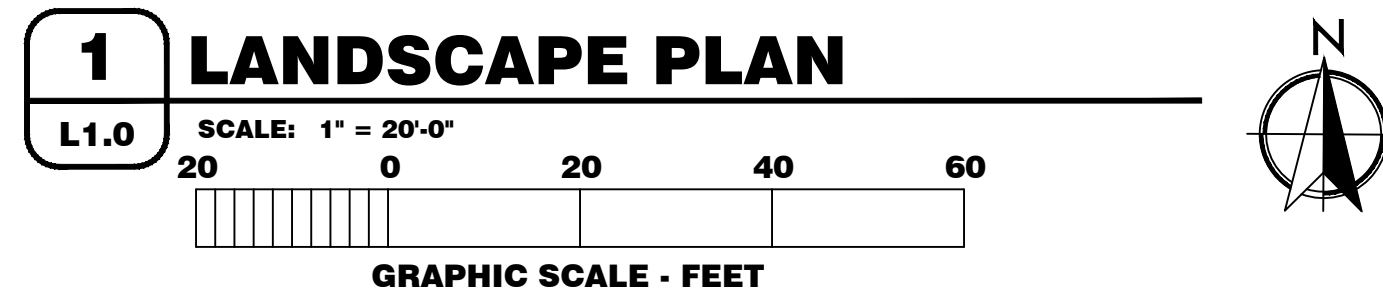 1
LANDSCAPE PLAN
N
L1.0
SCALE: 1" = 20'-0"
20 0 20 40 60
GRAPHIC SCALE - FEET